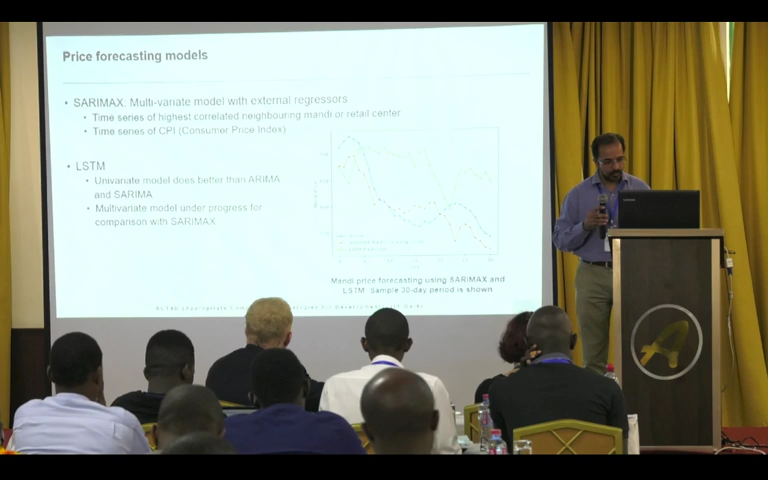 Price forecasting models
• SARIMAX: Multi-variate model with external regressors
• Time series of highest correlated neighbouring mandi or retail center
• Time series of CPI (Consumer Price Index)
• LSTM
• Univariate model does better than ARIMA
and SARIMA
• Multivariate model under progress for
comparison with SARIMAX
Mandi price forecasting using SARIMAX and
LSTM. Sample 30-day period is shown